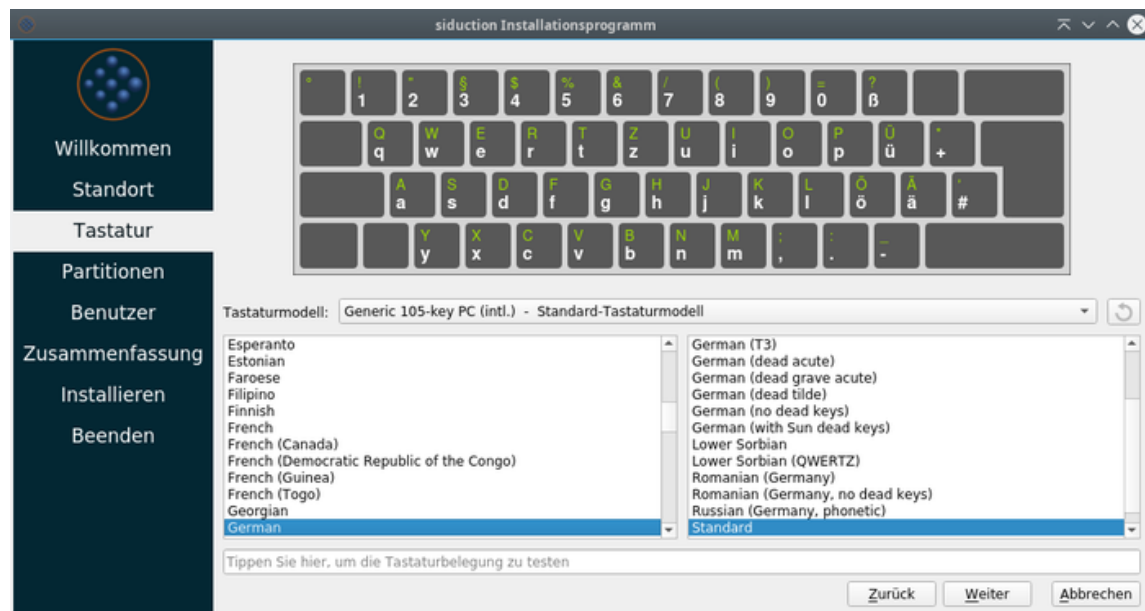 siduction Installationsprogramm
Willkommen
Standort
Tastatur
Partitionen
Benutzer
Zusammenfassung
Installieren
Beenden
° ! " § $ % & / ( ) = ?
1 2 3 4 5 6 7 8 9 0 ß
Q W E R T Z U I O P Ü *
q w e r t z u i o p ü +
A S D F G H J K L Ö Ä '
a s d f g h j k l ö ä #
Y X C V B N M ; : _
y x c v b n m , . -
Tastaturmodell: Generic 105-key PC (intl.) - Standard-Tastaturmodell
Esperanto
Estonian
Faroese
Filipino
Finnish
French
French (Canada)
French (Democratic Republic of the Congo)
French (Guinea)
French (Togo)
Georgian
German
German (T3)
German (dead acute)
German (dead grave acute)
German (dead tilde)
German (no dead keys)
German (with Sun dead keys)
Lower Sorbian
Lower Sorbian (QWERTZ)
Romanian (Germany)
Romanian (Germany, no dead keys)
Russian (Germany, phonetic)
Standard
Tippen Sie hier, um die Tastaturbelegung zu testen
Zurück Weiter Abbrechen